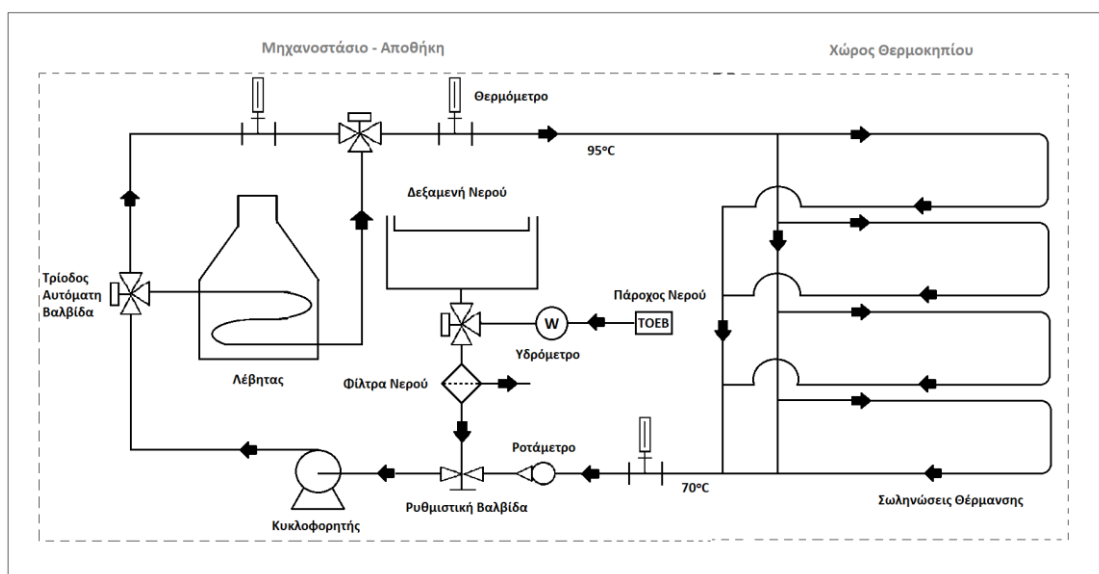 Μηχανοστάσιο - Αποθήκη
Χώρος Θερμοκηπίου
Θερμόμετρο
95°C
Δεξαμενή Νερού
Τρίοδος
Αυτόματη
Βαλβίδα
Πάροχος Νερού
W
ΤΟΕΒ
Υδρόμετρο
Λέβητας
Φίλτρα Νερού
Ροτάμετρο
70°C
Ρυθμιστική Βαλβίδα
Σωληνώσεις Θέρμανσης
Κυκλοφορητής